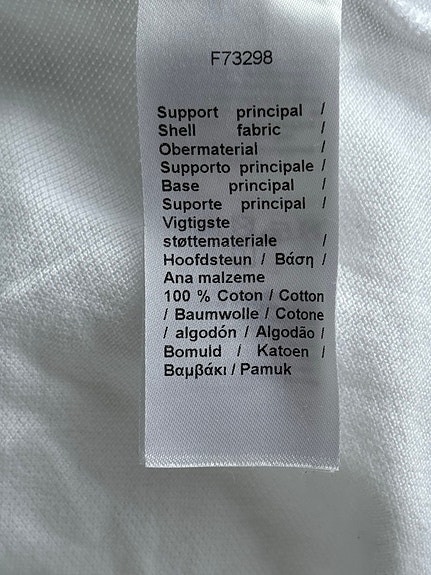 F73298
Support principal /
Shell fabric /
Obermaterial /
Supporto principale /
Base principal /
Suporte principal /
Vigtigste
støttemateriale /
Hoofdsteun / Βάση /
Ana malzeme
100 % Coton / Cotton
/ Baumwolle / Cotone
/ algodón / Algodão /
Bomuld / Katoen /
Βαμβάκι / Pamuk